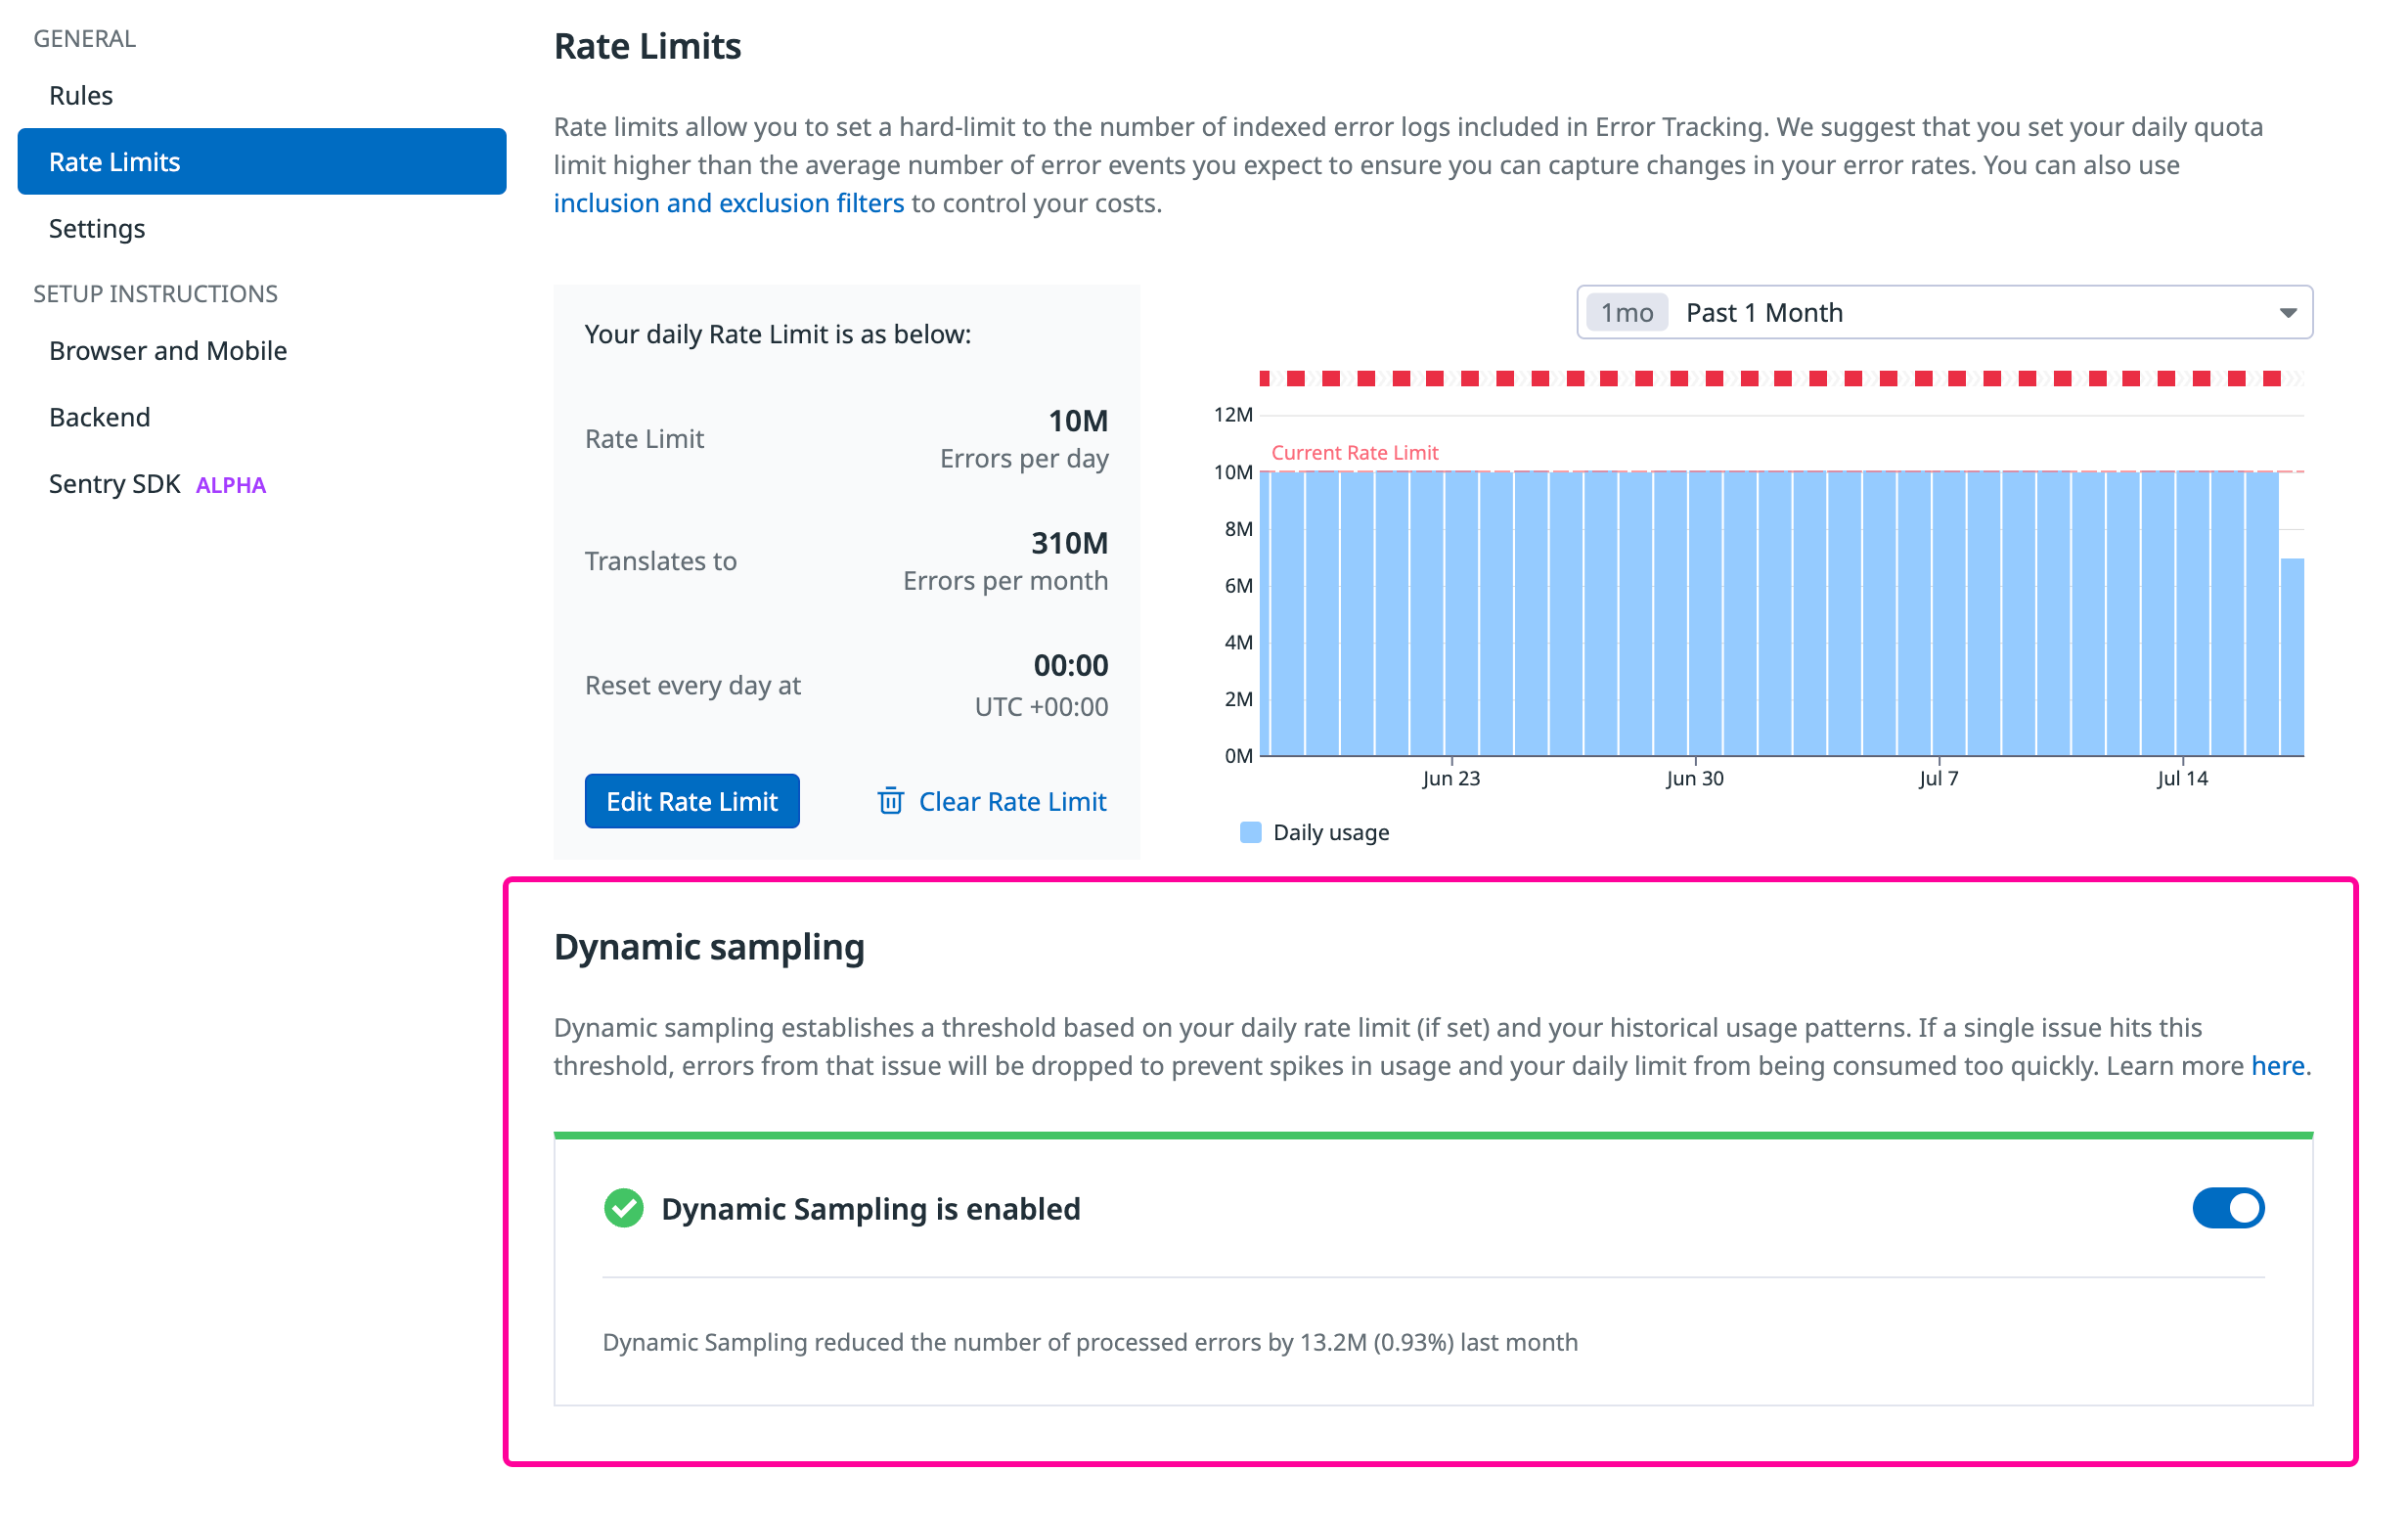 GENERAL
Rules
Rate Limits
Settings
SETUP INSTRUCTIONS
Browser and Mobile
Backend
Sentry SDK ALPHA
Rate Limits
Rate limits allow you to set a hard-limit to the number of indexed error logs included in Error Tracking. We suggest that you set your daily quota
limit higher than the average number of error events you expect to ensure you can capture changes in your error rates. You can also use
inclusion and exclusion filters to control your costs.
Your daily Rate Limit is as below:
Rate Limit
10M
Errors per day
Translates to
310M
Errors per month
Reset every day at
00:00
UTC +00:00
Edit Rate Limit
Clear Rate Limit
1mo Past 1 Month
12M
Current Rate Limit
10M
8M
6M
4M
2M
0M
Jun 23 Jun 30 Jul 7 Jul 14
Daily usage
Dynamic sampling
Dynamic sampling establishes a threshold based on your daily rate limit (if set) and your historical usage patterns. If a single issue hits this
threshold, errors from that issue will be dropped to prevent spikes in usage and your daily limit from being consumed too quickly. Learn more here.
Dynamic Sampling is enabled
Dynamic Sampling reduced the number of processed errors by 13.2M (0.93%) last month